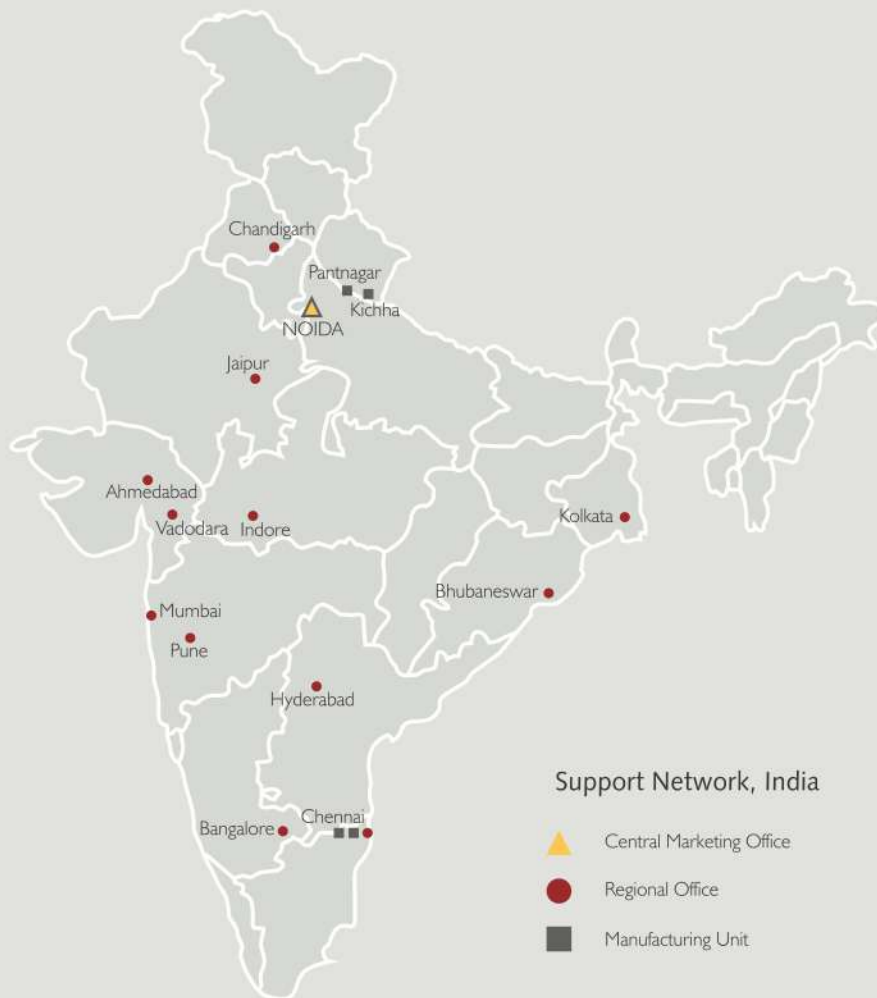 Chandigarh
Pantnagar
Kichha
NOIDA
Jaipur
Ahmedabad
Vadodara
Indore
Kolkata
Bhubaneswar
Mumbai
Pune
Hyderabad
Support Network, India
Chennai
Bangalore
Central Marketing Office
Regional Office
Manufacturing Unit